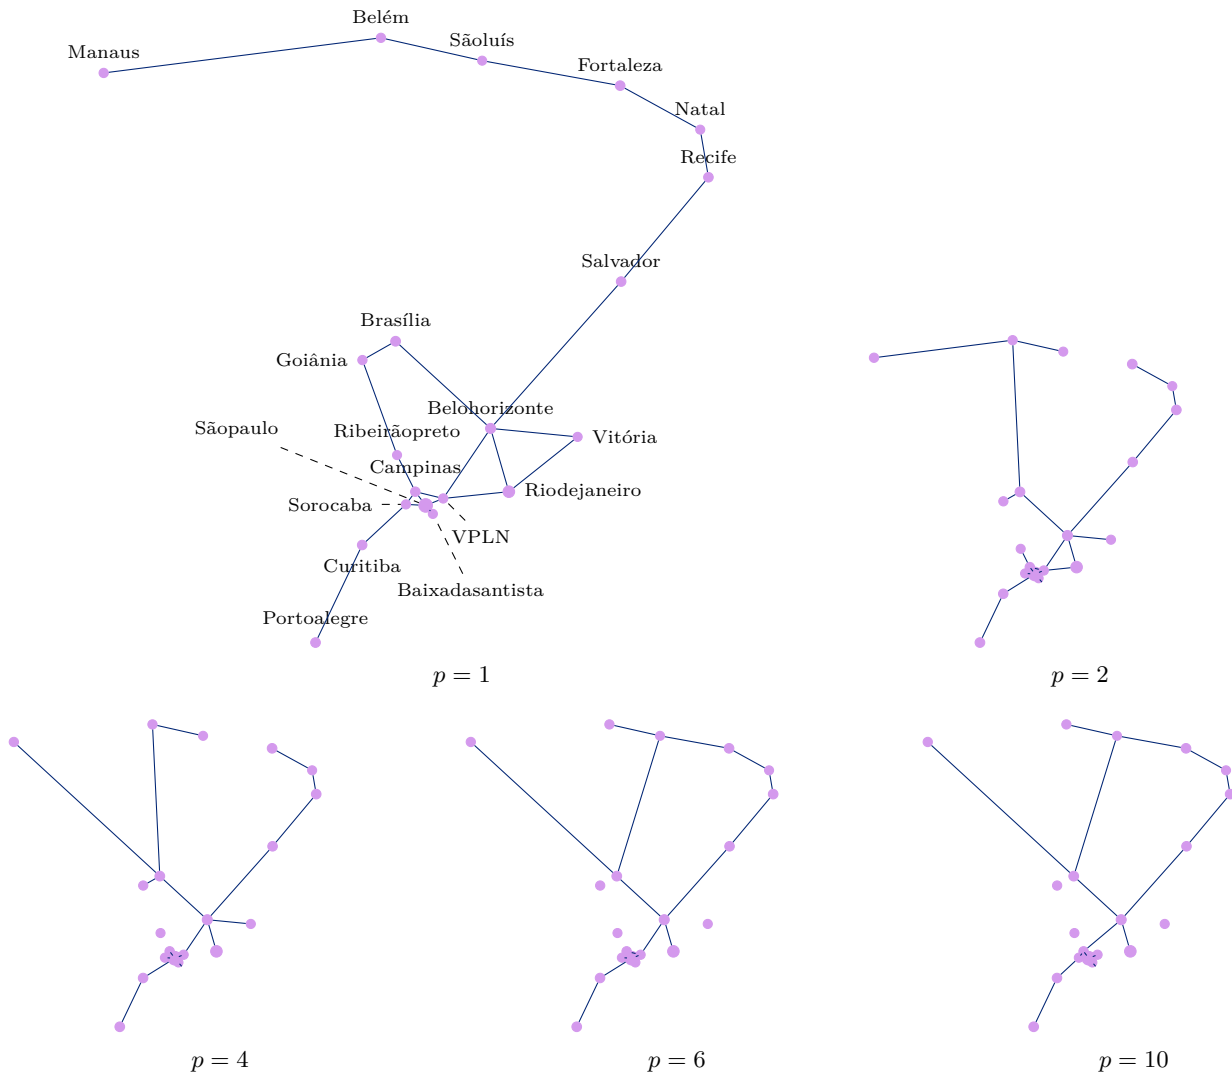 Belém
Sãoluís
Manaus
Fortaleza
Natal
Recife
Salvador
Brasília
Goiânia
Belohorizonte
Sãopaulo
Ribeirãopreto
Vitória
Campinas
Riodejaneiro
Sorocaba
VPLN
Curitiba
Baixadasantista
Portoalegre
p = 1
p = 2
p = 4
p = 6
p = 10